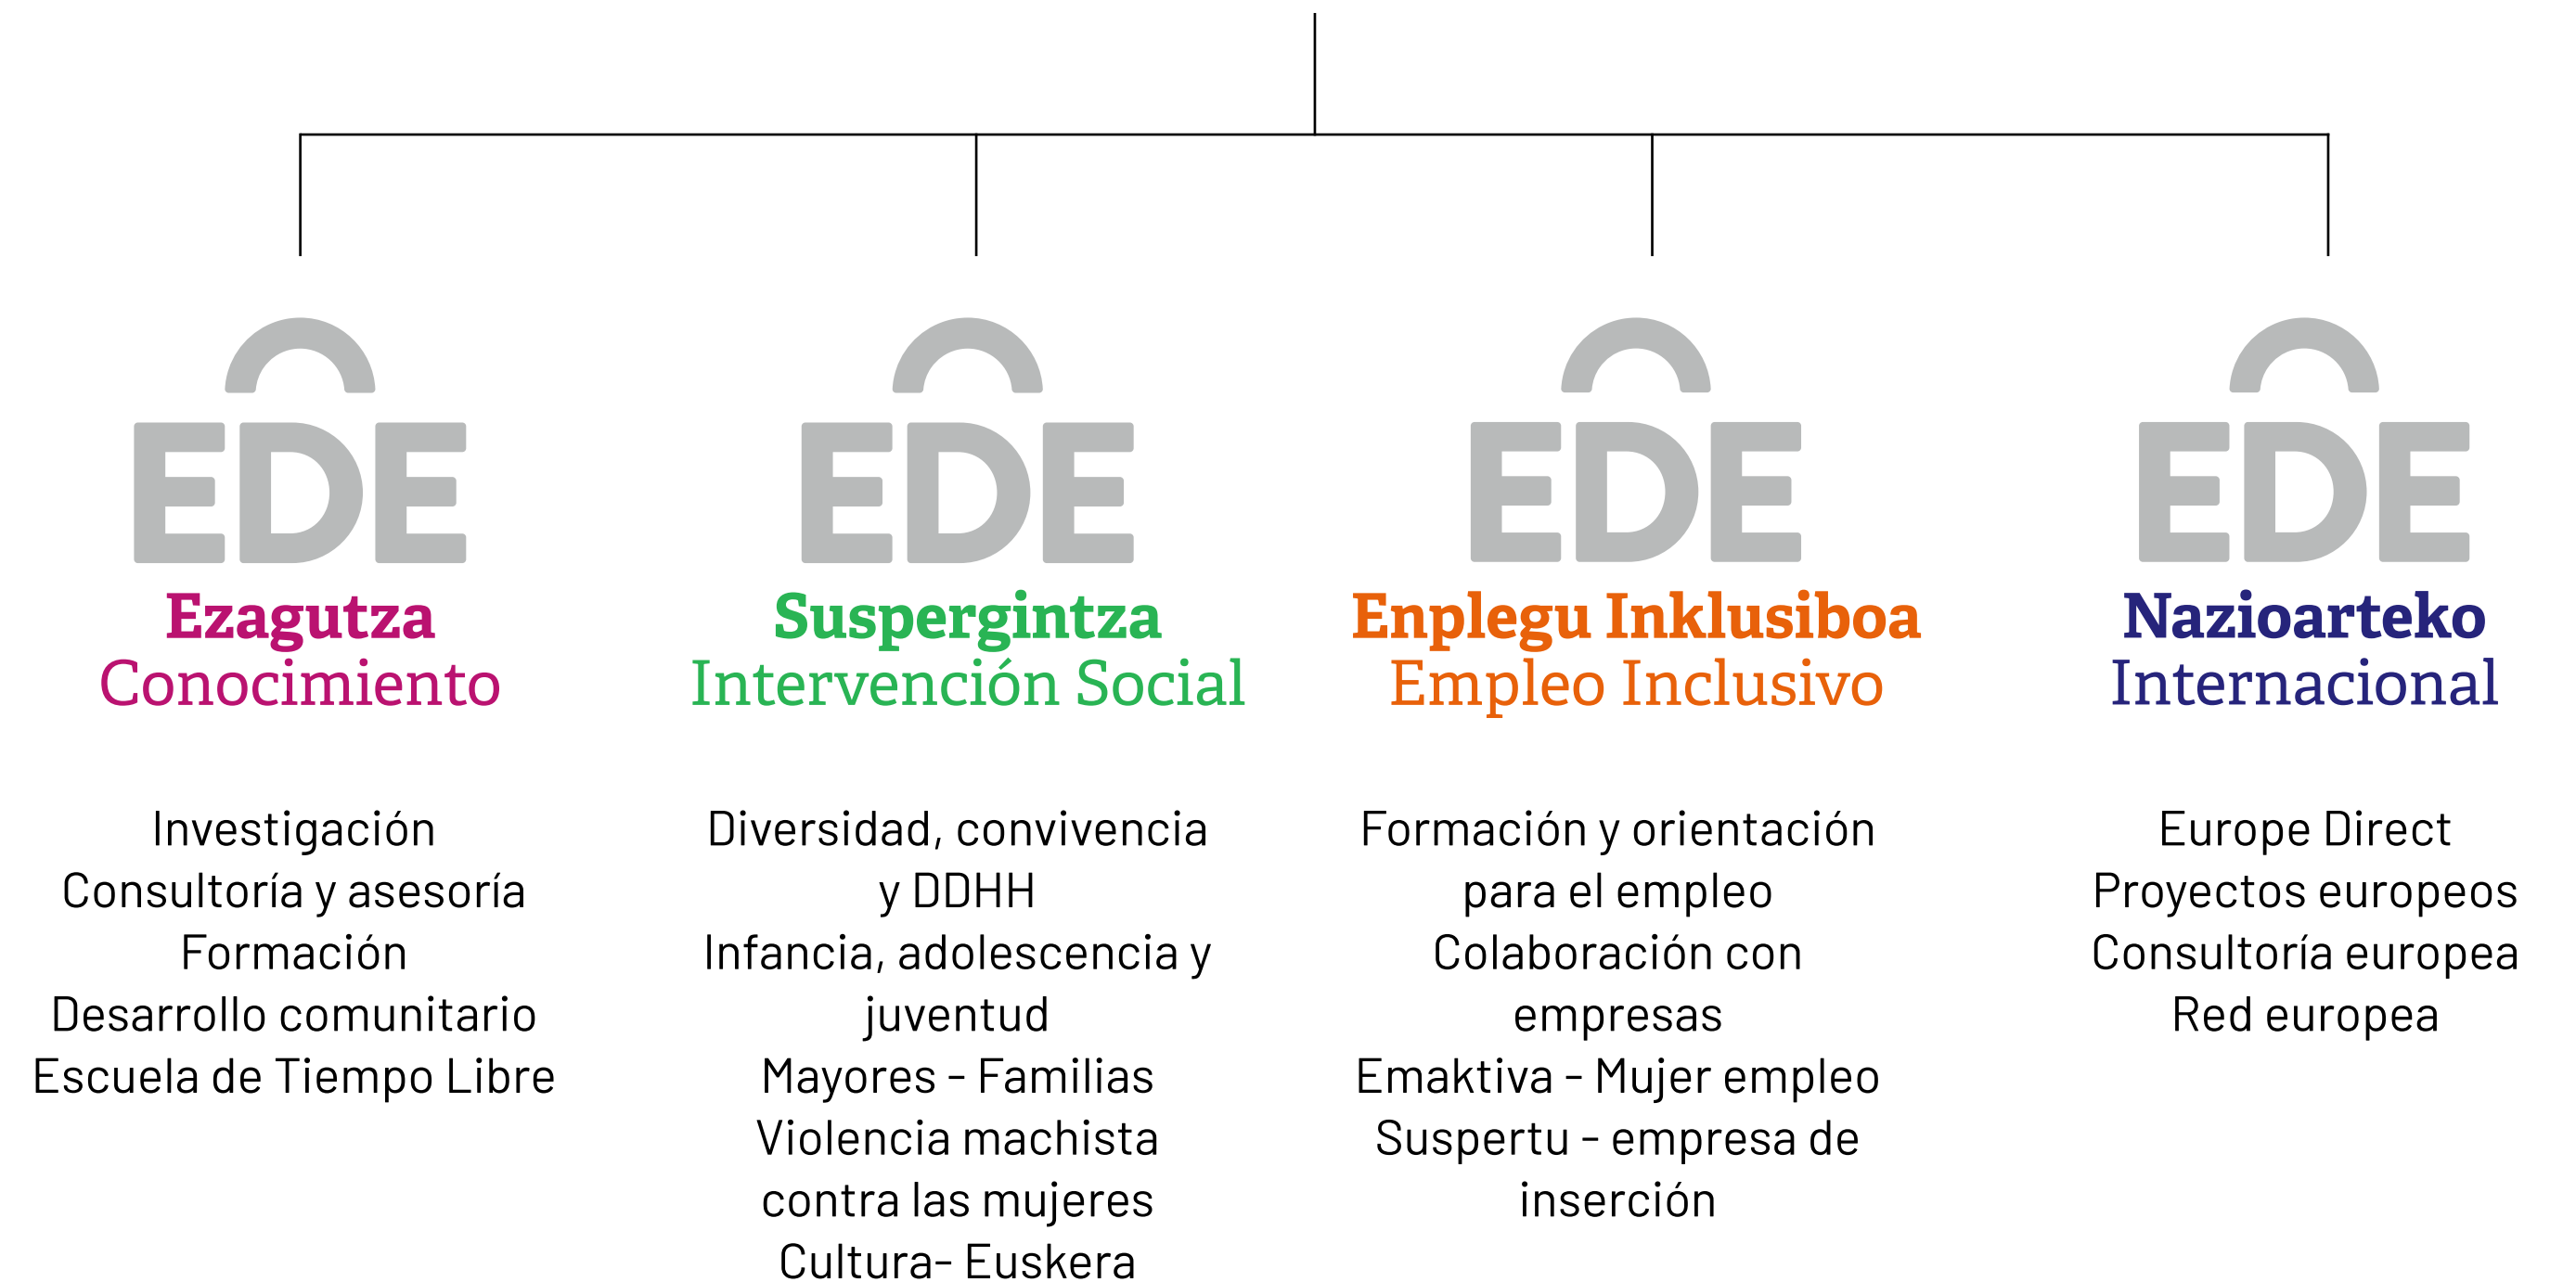 EDE
Ezagutza
Conocimiento
Investigación
Consultoría y asesoría
Formación
Desarrollo comunitario
Escuela de Tiempo Libre
EDE
Suspergintza
Intervención Social
Diversidad, convivencia
y DDHH
Infancia, adolescencia y
juventud
Mayores - Familias
Violencia machista
contra las mujeres
Cultura- Euskera
EDE
Enplegu Inklusiboa
Empleo Inclusivo
Formación y orientación
para el empleo
Colaboración con
empresas
Emaktiva - Mujer empleo
Suspertu - empresa de
inserción
EDE
Nazioarteko
Internacional
Europe Direct
Proyectos europeos
Consultoría europea
Red europea